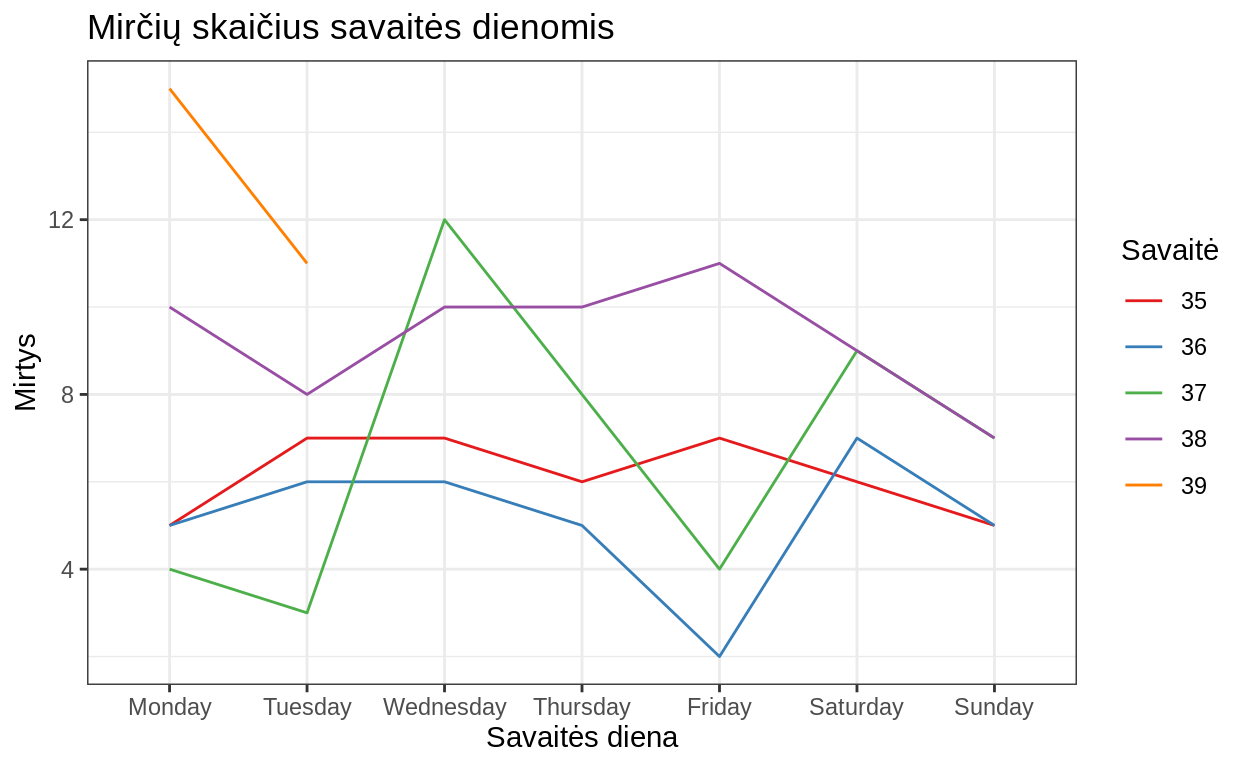 Mirčių skaičius savaitės dienomis
Mirtys
12
8
4
Monday Tuesday Wednesday Thursday Friday Saturday Sunday
Savaitės diena
Savaitė
35
36
37
38
39